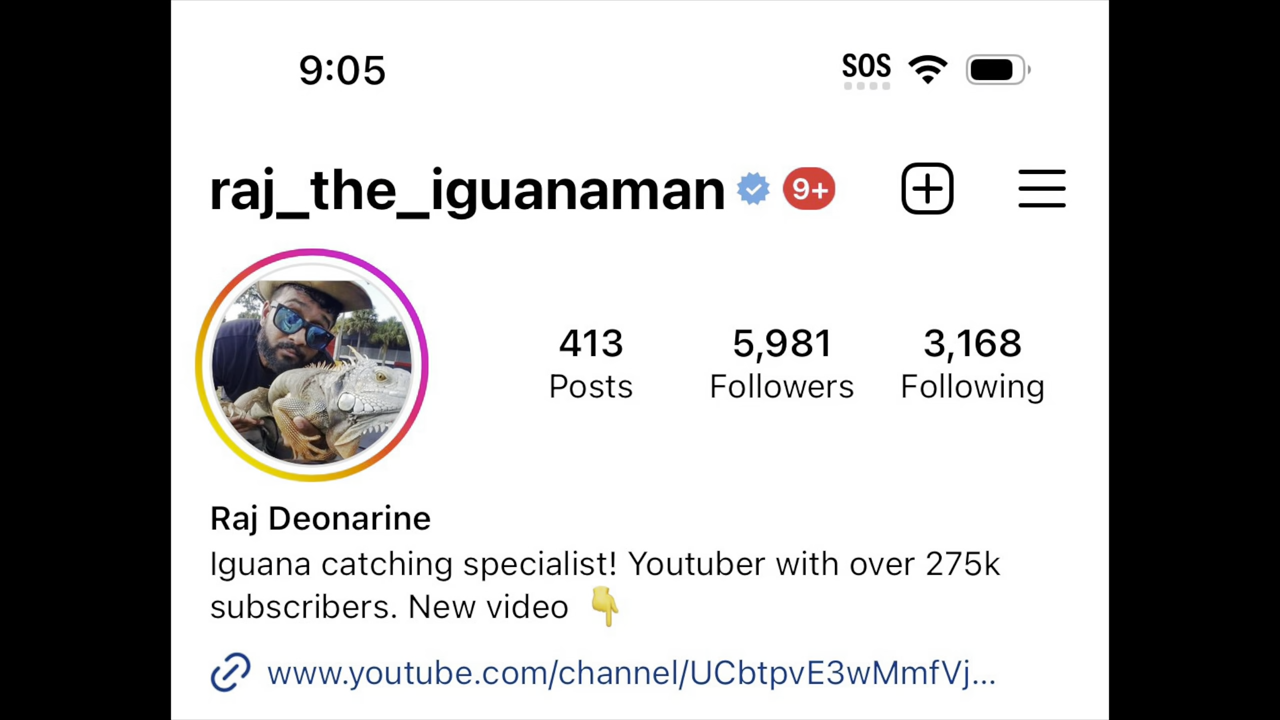 9:05 SOS
raj_the_iguanaman 9+
413 5,981 3,168
Posts Followers Following
Raj Deonarine
Iguana catching specialist! Youtuber with over 275k
subscribers. New video 👇
www.youtube.com/channel/UCbtpvE3wMmfVj...